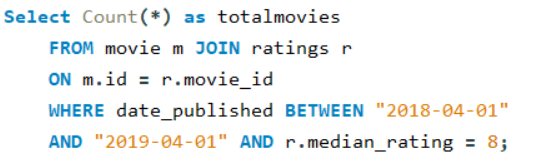 Select Count(*) as totalmovies
FROM movie m JOIN ratings r
ON m.id = r.movie_id
WHERE date_published BETWEEN "2018-04-01"
AND "2019-04-01" AND r.median_rating = 8;